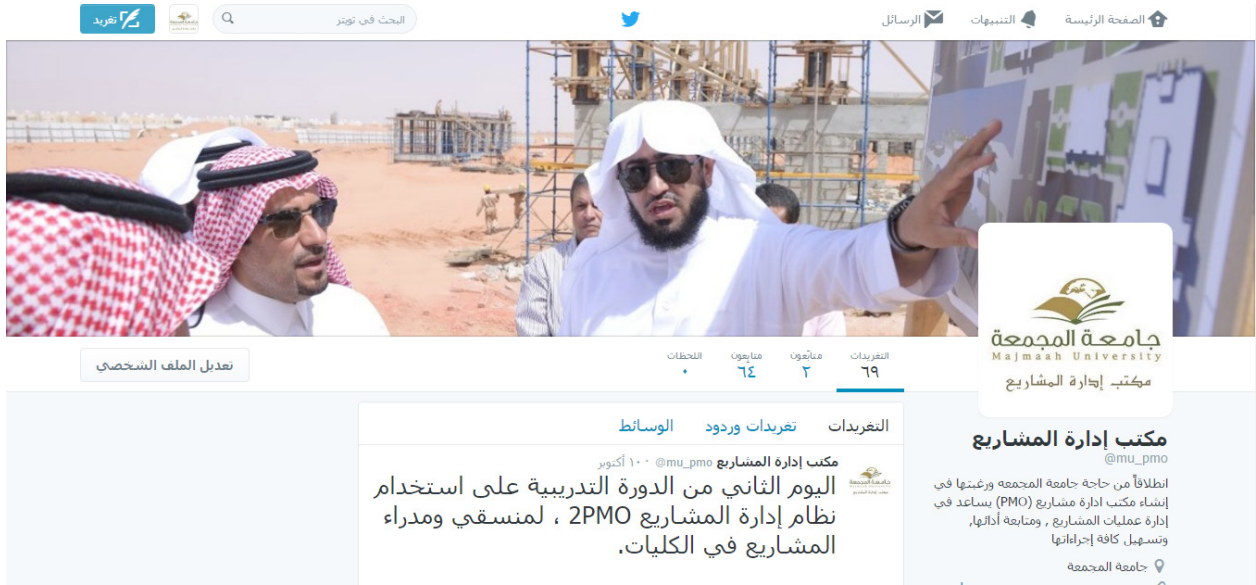 الصفحة الرئيسة
التنبيهات
الرسائل
البحث في تويتر
تغريد
جامعة المجمعة
Majmaah University
مكتب إدارة المشاريع
التغريدات
٦٩
متابَعون
٢
متابِعون
٦٤
اللحظات
٠
تعديل الملف الشخصي
مكتب إدارة المشاريع
@mu_pmo
انطلاقاً من حاجة جامعة المجمعه ورغبتها في
إنشاء مكتب ادارة مشاريع (PMO) يساعد في
إدارة عمليات المشاريع , ومتابعة أدائها,
وتسهيل كافة إجراءاتها
جامعة المجمعة
التغريدات
تغريدات وردود
الوسائط
مكتب إدارة المشاريع @mu_pmo · ١٠ أكتوبر
اليوم الثاني من الدورة التدريبية على استخدام
نظام إدارة المشاريع 2PMO ، لمنسقي ومدراء
المشاريع في الكليات.